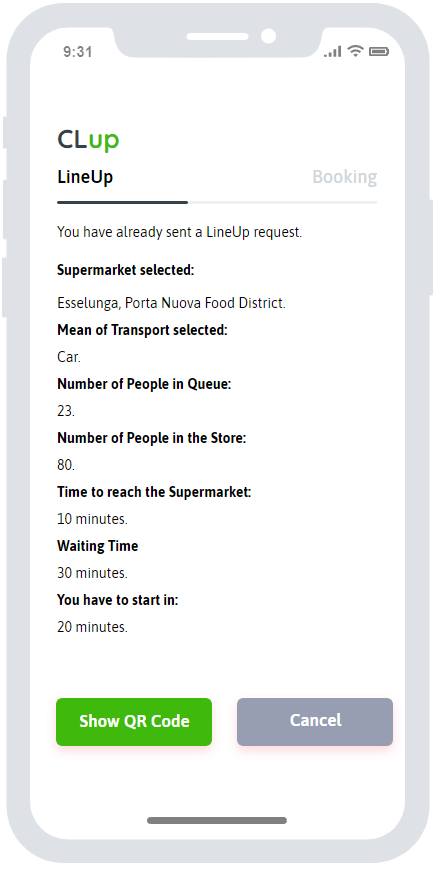 9:31
CLup
LineUp Booking
You have already sent a LineUp request.
Supermarket selected:
Esselunga, Porta Nuova Food District.
Mean of Transport selected:
Car.
Number of People in Queue:
23.
Number of People in the Store:
80.
Time to reach the Supermarket:
10 minutes.
Waiting Time
30 minutes.
You have to start in:
20 minutes.
Show QR Code Cancel